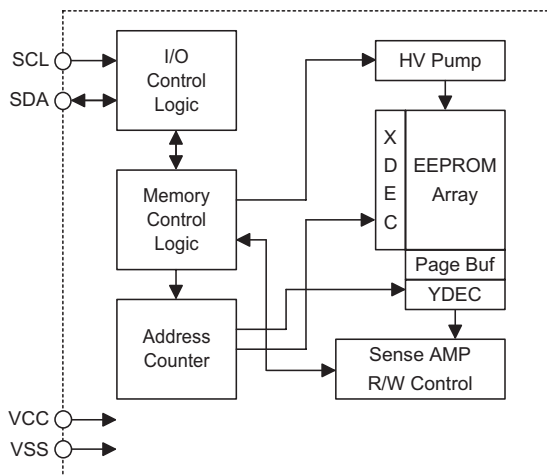 SCL
SDA
I/O
Control
Logic
HV Pump
X
D
E
C
EEPROM
Array
Memory
Control
Logic
Page Buf
YDEC
Address
Counter
Sense AMP
R/W Control
VCC
VSS